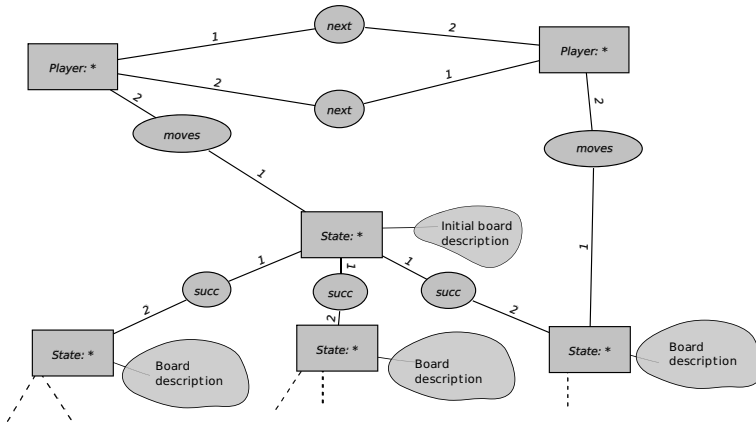 next
1
2
Player: *
Player: *
2
1
next
2
2
moves
moves
1
1
State: *
Initial board
description
1
1
1
succ
succ
succ
2
2
2
State: *
Board
description
State: *
Board
description
State: *
Board
description